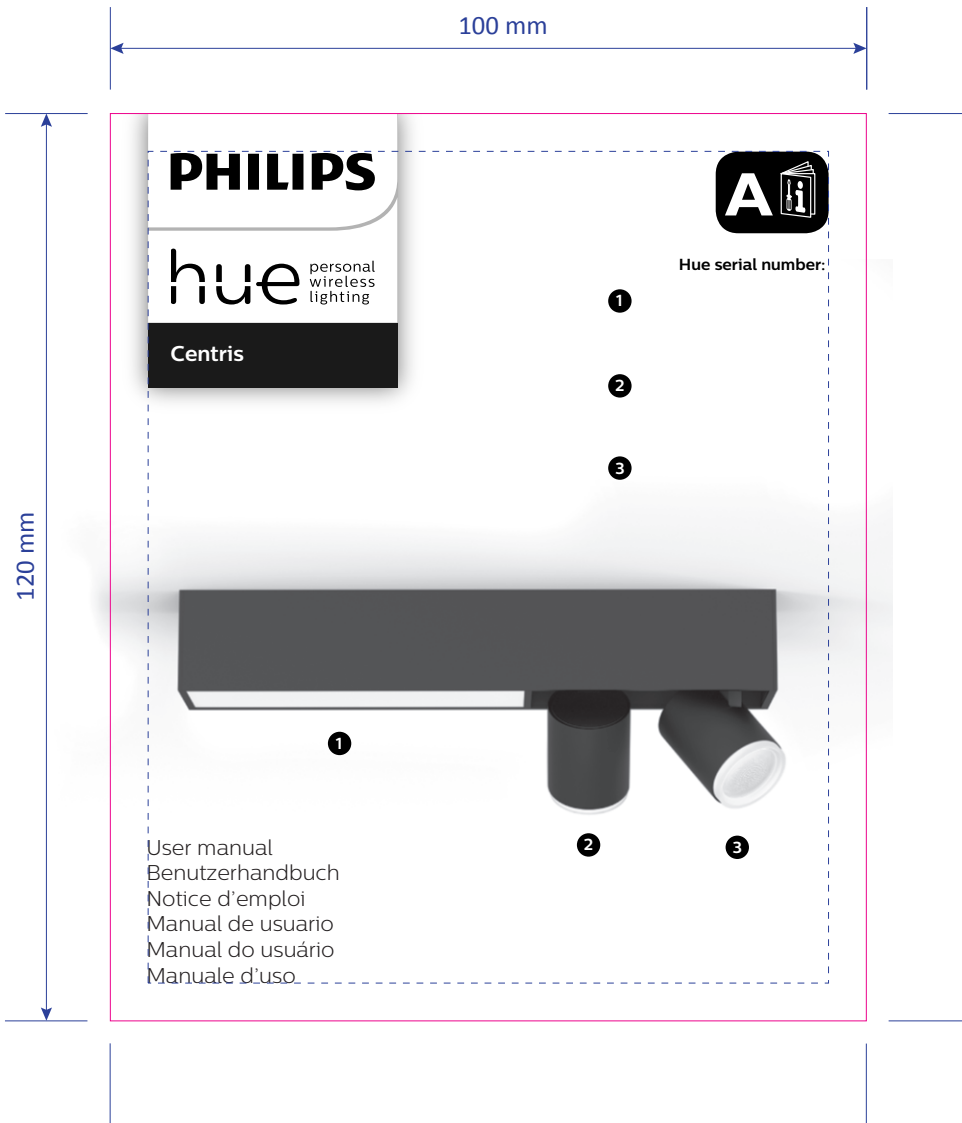 100 mm
120 mm
PHILIPS
hue personal
wireless
lighting
Centris
A i
Hue serial number:
1
2
3
1
2
3
User manual
Benutzerhandbuch
Notice d'emploi
Manual de usuario
Manual do usuário
Manuale d'uso